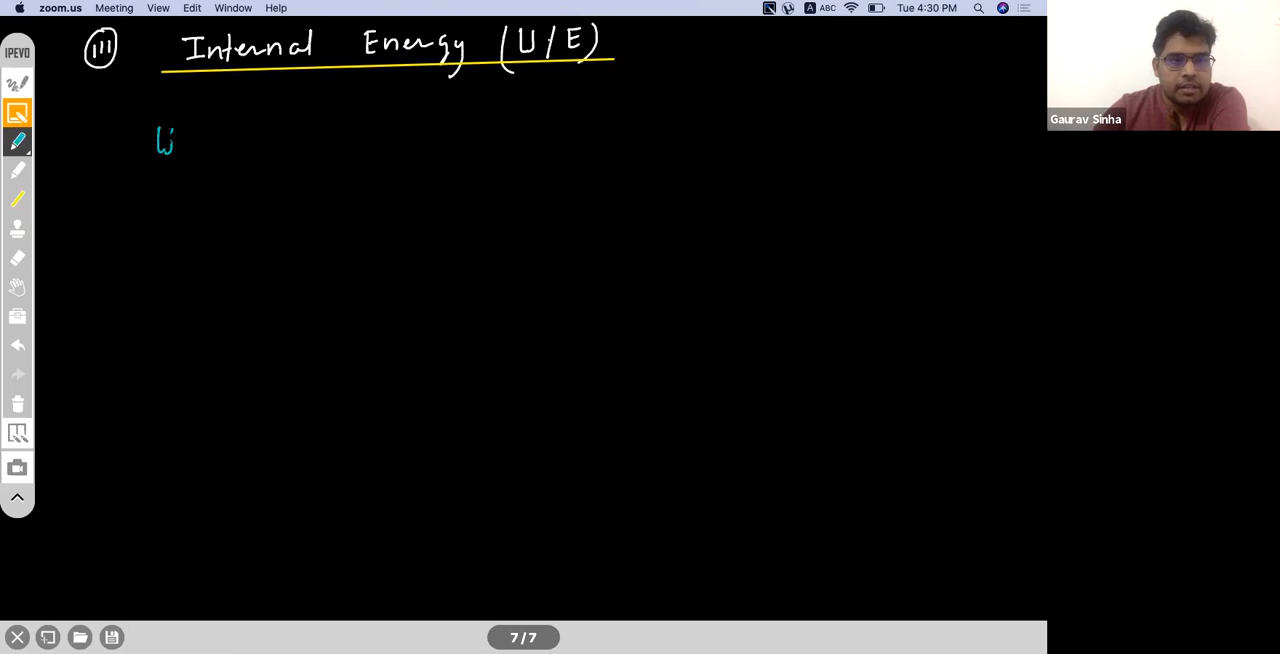 zoom.us Meeting View Edit Window Help A ABC Tue 4:30 PM
III Internal Energy (U/E)
IPEVO
Gaurav Sinha
7/7